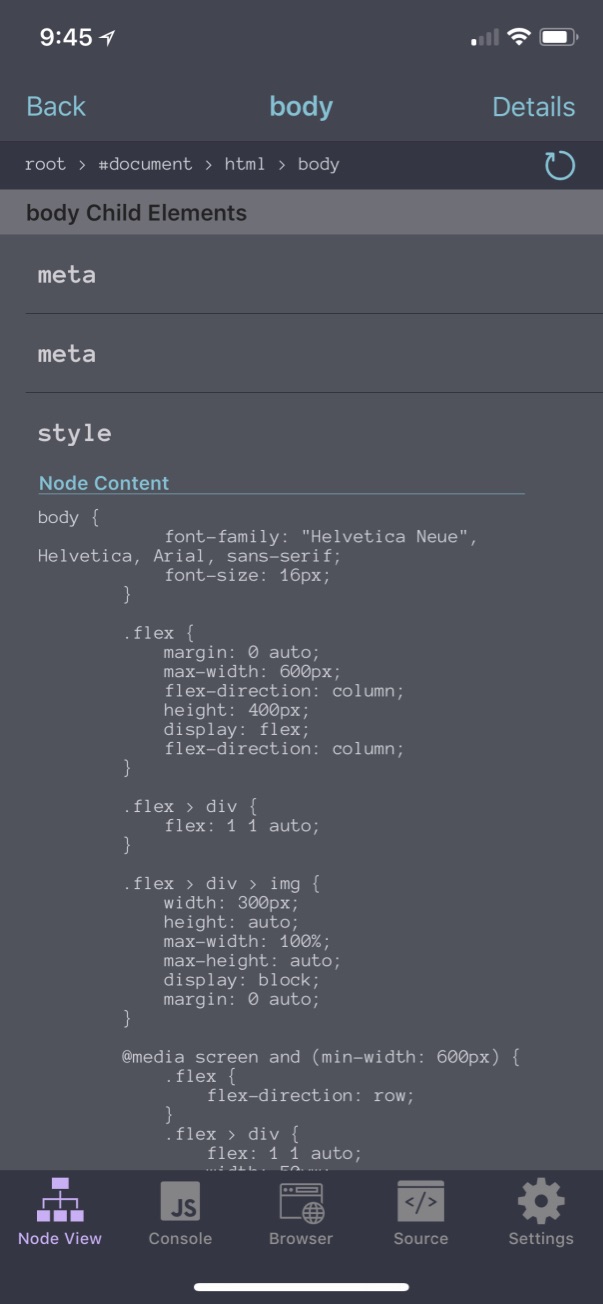 9:45
Back body Details
root > #document > html > body
body Child Elements
meta
meta
style
Node Content
body {
font-family: "Helvetica Neue",
Helvetica, Arial, sans-serif;
font-size: 16px;
}
.flex {
margin: 0 auto;
max-width: 600px;
flex-direction: column;
height: 400px;
display: flex;
flex-direction: column;
}
.flex > div {
flex: 1 1 auto;
}
.flex > div > img {
width: 300px;
height: auto;
max-width: 100%;
max-height: auto;
display: block;
margin: 0 auto;
}
@media screen and (min-width: 600px) {
.flex {
flex-direction: row;
}
.flex > div {
flex: 1 1 auto;
JS </>
Node View Console Browser Source Settings